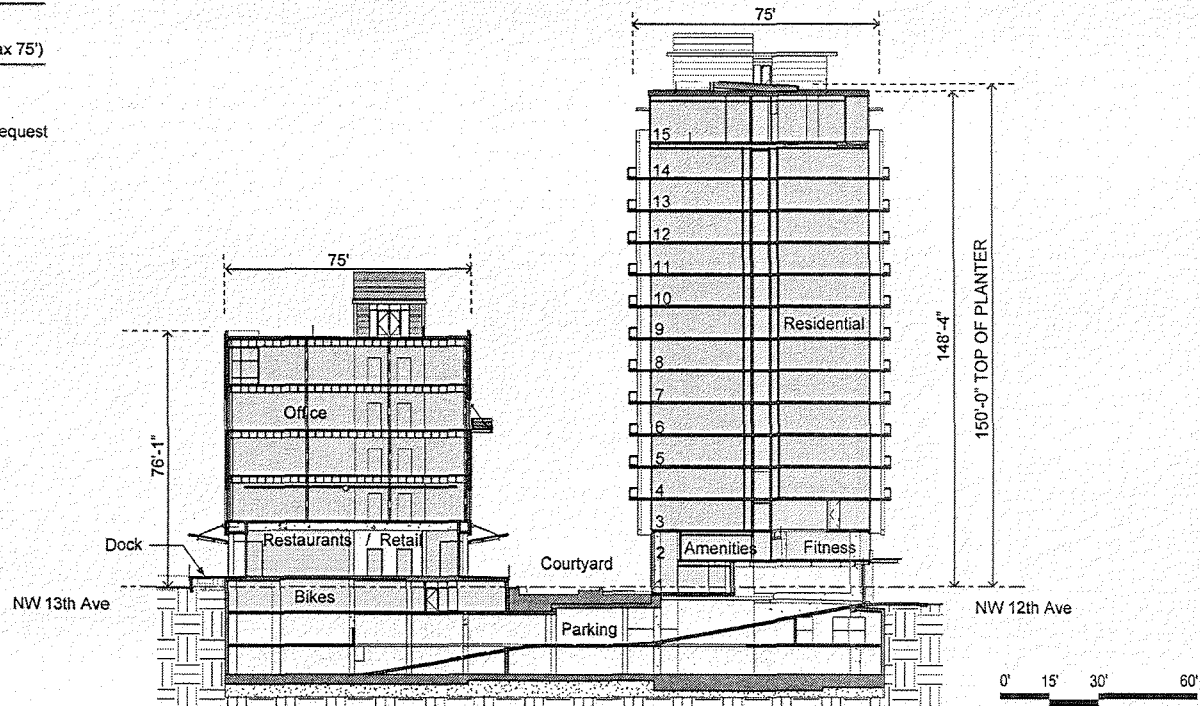 ax 75')
equest
75'
75'
15
14
13
12
11
10
9
8
7
6
5
4
3
2
1
Residential
148'-4"
150'-0" TOP OF PLANTER
76'-1"
Office
Restaurants / Retail
Amenities
Fitness
Dock
Courtyard
NW 13th Ave
Bikes
NW 12th Ave
Parking
0' 15' 30' 60'